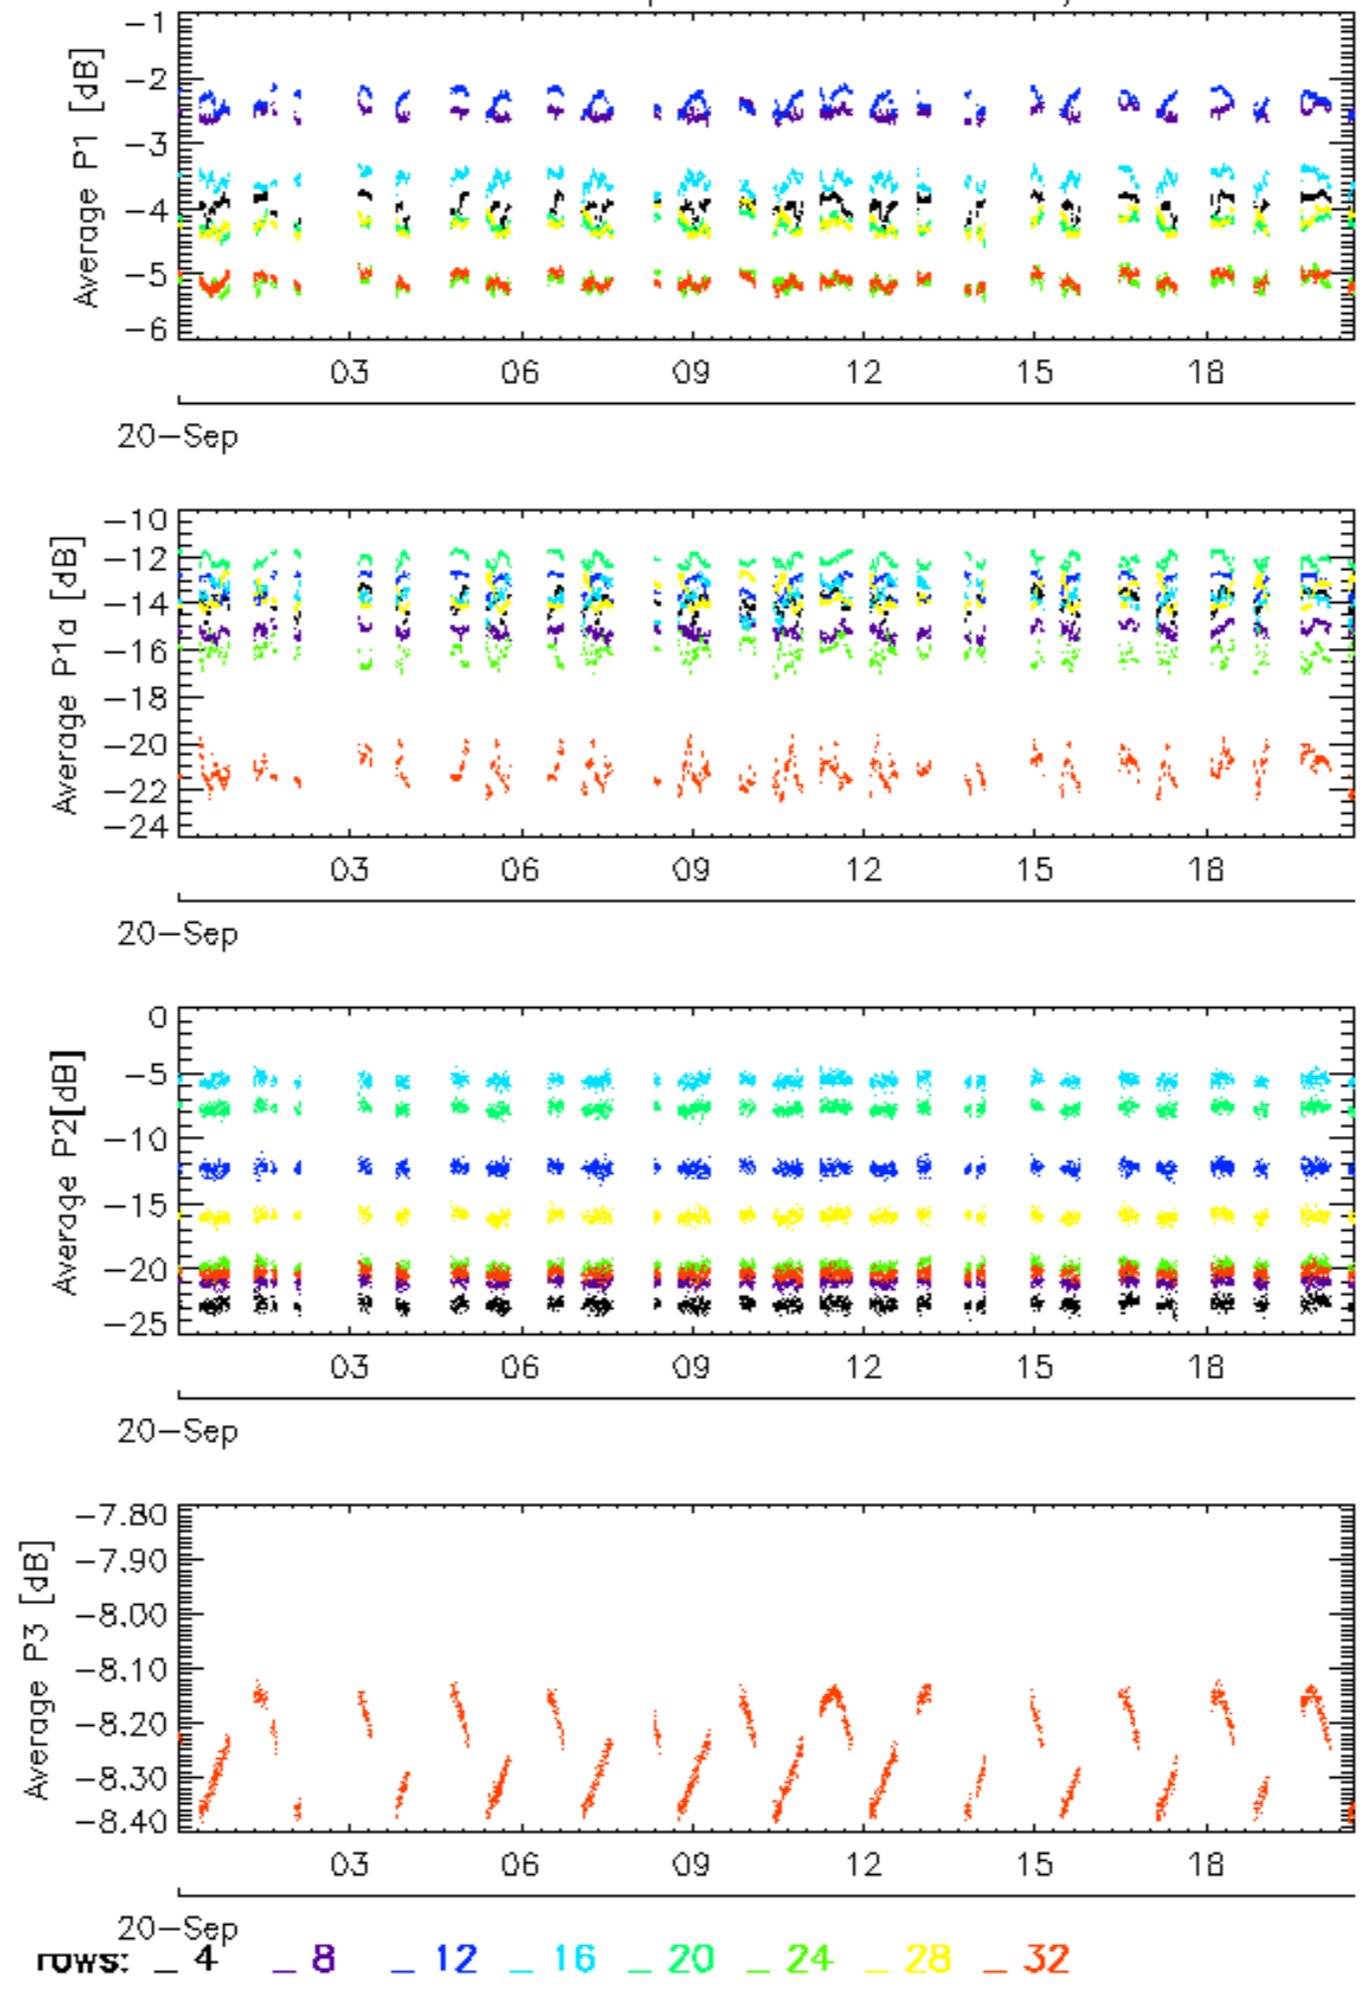 -1
-2
-3
-4
-5
-6
Average P1 [dB]
03 06 09 12 15 18
20-Sep
-10
-12
-14
-16
-18
-20
-22
-24
Average P1a [dB]
03 06 09 12 15 18
20-Sep
0
-5
-10
-15
-20
-25
Average P2[dB]
03 06 09 12 15 18
20-Sep
-7.80
-7.90
-8.00
-8.10
-8.20
-8.30
-8.40
Average P3 [dB]
03 06 09 12 15 18
20-Sep
rows: _ 4 _ 8 _ 12 _ 16 _ 20 _ 24 _ 28 _ 32